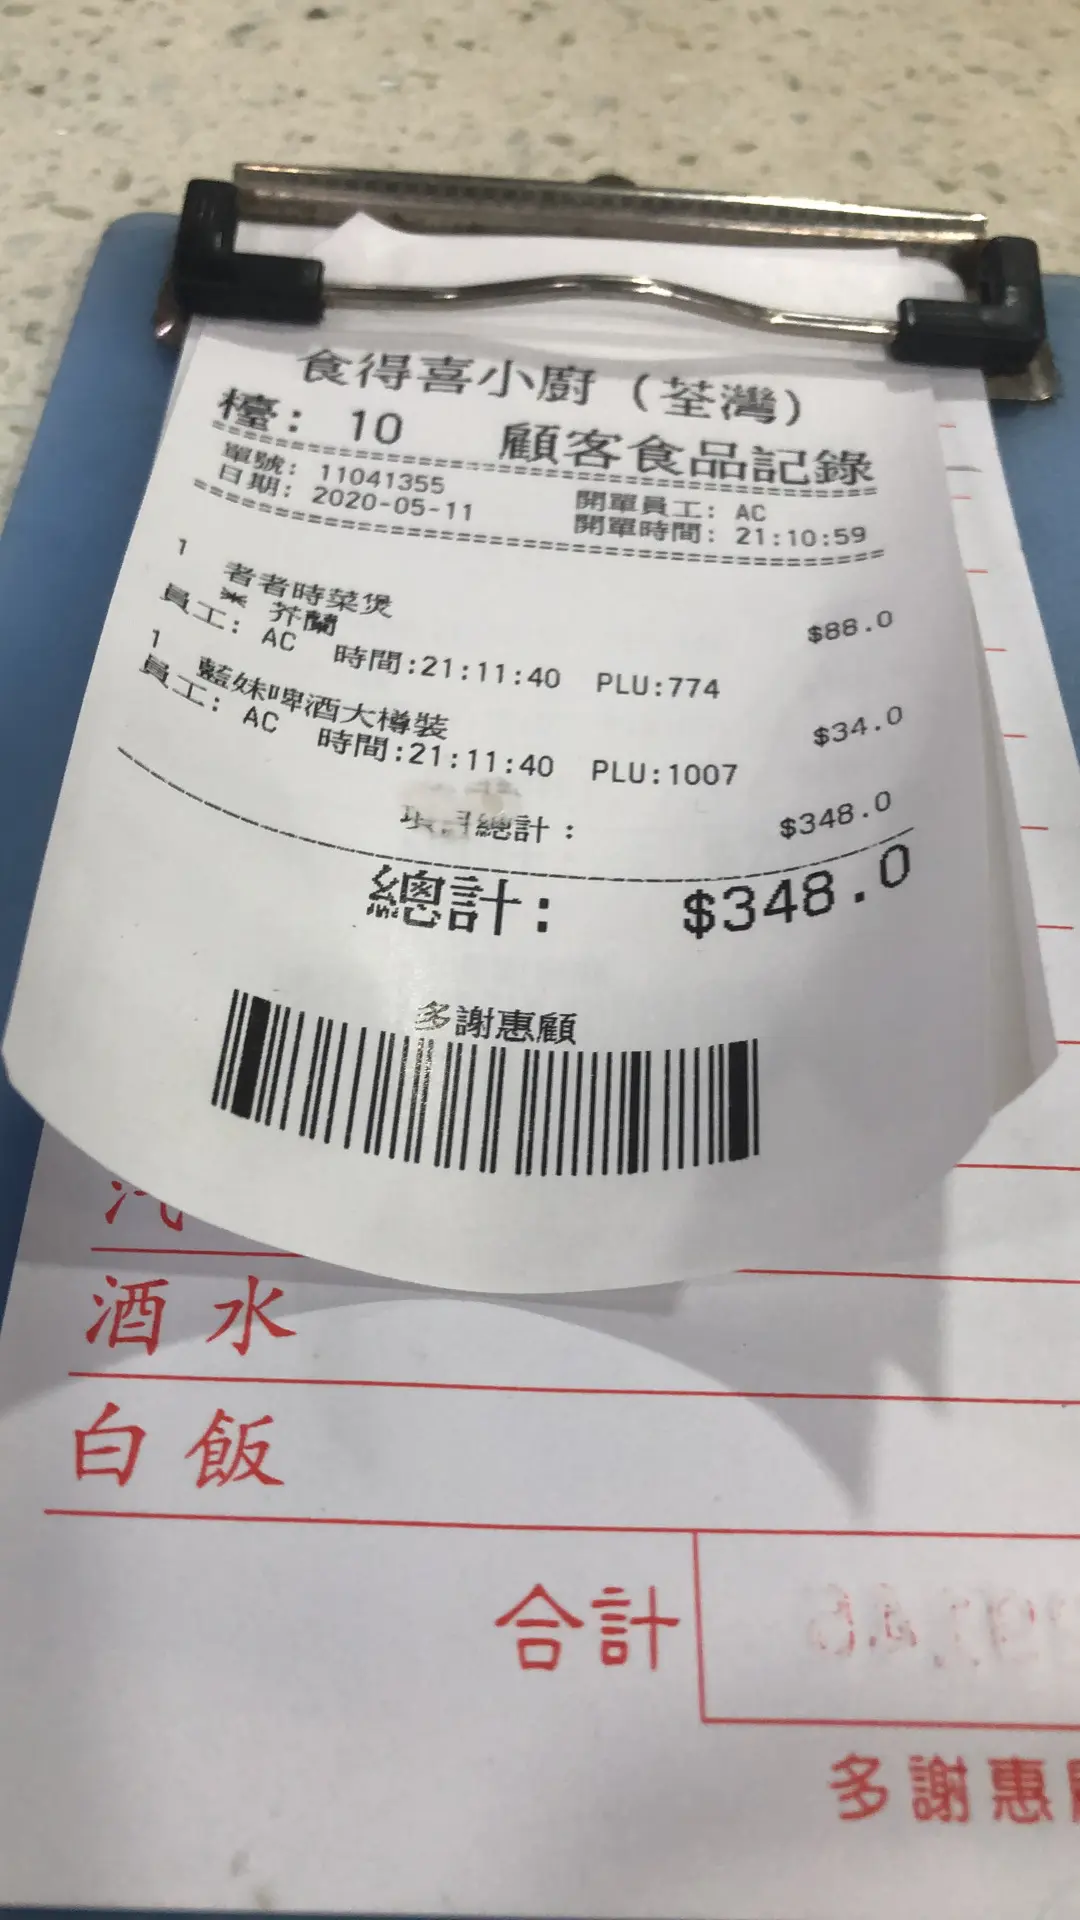 食得喜小廚（荃灣）
檯: 10 顧客食品記錄
單號: 11041355 開單員工: AC
日期: 2020-05-11 開單時間: 21:10:59
1 者者時菜煲 $88.0
※ 芥蘭
員工: AC 時間:21:11:40 PLU:774
1 藍妹啤酒大樽裝 $34.0
員工: AC 時間:21:11:40 PLU:1007
項目總計： $348.0
總計: $348.0
多謝惠顧
酒水
白飯
合計
多謝惠